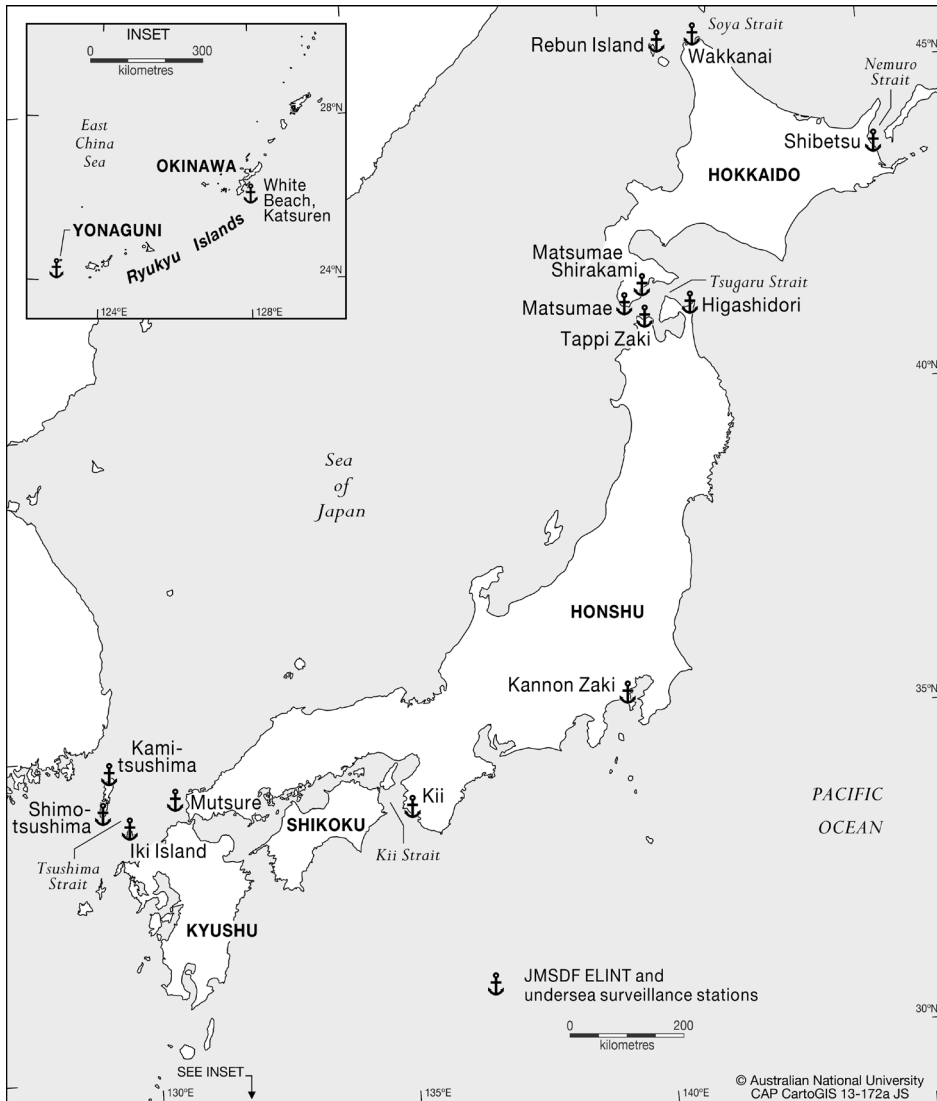 INSET
0 300
kilometres
28°N
East
China
Sea
OKINAWA
White
Beach,
Katsuren
YONAGUNI
Ryukyu Islands
24°N
124°E
128°E
Soya Strait
Rebun Island
Wakkanai
45°N
Nemuro
Strait
Shibetsu
HOKKAIDO
Matsumae
Shirakami
Tsugaru Strait
Matsumae
Higashidori
Tappi Zaki
40°N
Sea
of
Japan
HONSHU
Kannon Zaki
35°N
Kami-
tsushima
Mutsure
Shimo-
tsushima
Iki Island
Tsushima
Strait
Kii
SHIKOKU
Kii Strait
PACIFIC
OCEAN
KYUSHU
JMSDF ELINT and
undersea surveillance stations
0 200
kilometres
30°N
SEE INSET
130°E
135°E
140°E
© Australian National University
CAP CartoGIS 13-172a JS